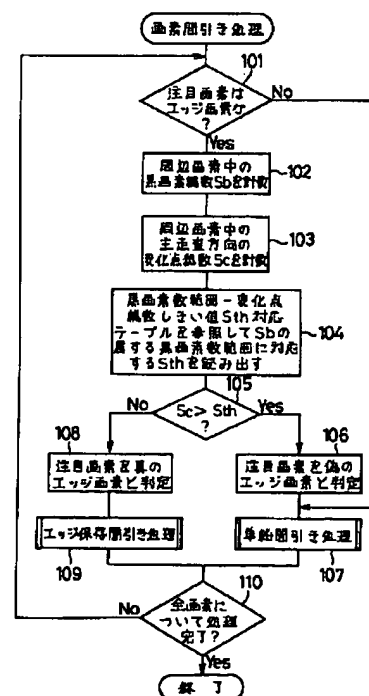 画素間引き処理
101
注目画素は
エッジ画素か
?
No
Yes
周辺画素中の
黒画素総数Sbを計数
102
周辺画素中の
主走査方向の
変化点総数Scを計数
103
黒画素数範囲-変化点
総数しきい値Sth対応
テーブルを参照してSbの
属する黒画素数範囲に対応
するSthを読み出す
104
105
No
Sc> Sth
?
Yes
108
注目画素を真の
エッジ画素と判定
106
注目画素を偽の
エッジ画素と判定
エッジ保存間引き処理
109
単純間引き処理
107
110
No
全画素に
ついて処理
完了?
Yes
終了